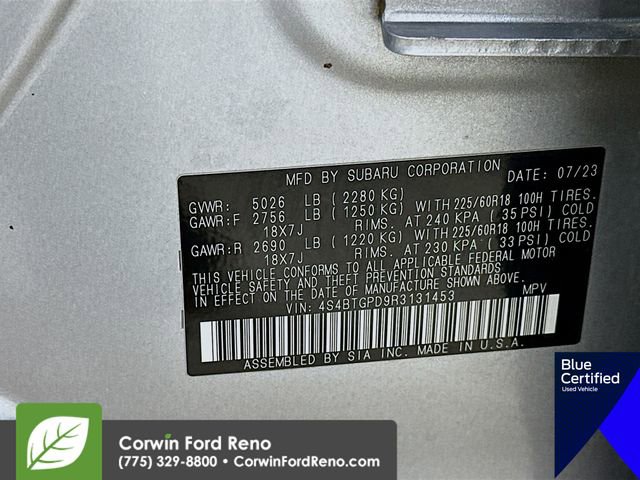 MFD BY SUBARU CORPORATION DATE: 07/23
GVWR: 5026 LB (2280 KG)
GAWR:F 2756 LB (1250 KG) WITH 225/60R18 100H TIRES.
18X7J RIMS. AT 240 KPA (35 PSI) COLD
GAWR:R 2690 LB (1220 KG) WITH 225/60R18 100H TIRES.
18X7J RIMS. AT 230 KPA (33 PSI) COLD
THIS VEHICLE CONFORMS TO ALL APPLICABLE FEDERAL MOTOR
VEHICLE SAFETY AND THEFT PREVENTION STANDARDS
IN EFFECT ON THE DATE OF MANUFACTURE SHOWN ABOVE.
VIN: 4S4BTGPD9R3131453 MPV
ASSEMBLED BY SIA INC. MADE IN U.S.A.
Blue
Certified
Used Vehicle
Corwin Ford Reno
(775) 329-8800 • CorwinFordReno.com